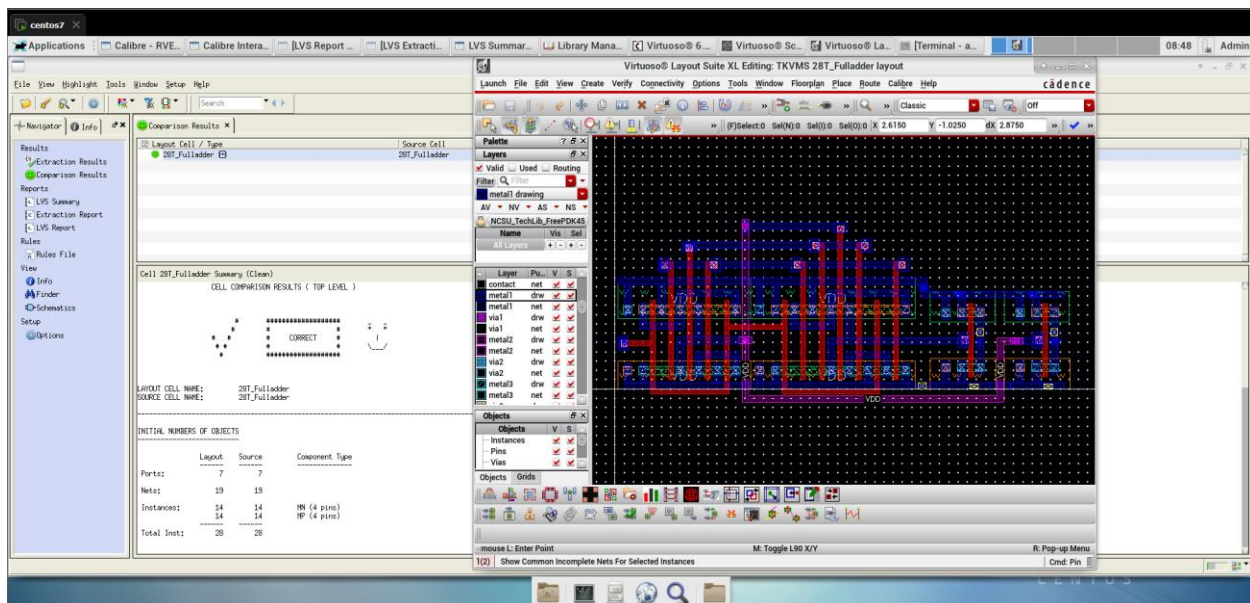 centos7
Applications Calibre - RVE... Calibre Intera... [LVS Report ... [LVS Extracti... LVS Summar... Library Mana... Virtuoso® 6.... Virtuoso® Sc... Virtuoso® La... [Terminal - a... 08:48 Admin
Virtuoso® Layout Suite XL Editing: TKVMS 28T_Fulladder layout
File View Highlight Tools Window Setup Help
Launch File Edit View Create Verify Connectivity Options Tools Window Floorplan Place Route Calibre Help cādence
Search
Classic Off
Navigator Info Comparison Results
(F)Select:0 Sel(N):0 Sel(I):0 Sel(O):0 X 2.6150 Y -1.0250 dX 2.8750
Results
Extraction Results
Comparison Results
Reports
LVS Summary
Extraction Report
LVS Report
Rules
Rules File
View
Info
Finder
Schematics
Setup
Options
Layout Cell / Type Source Cell
28T_Fulladder 28T_Fulladder
Cell 28T_Fulladder Summary (Clean)
CELL COMPARISON RESULTS ( TOP LEVEL )
CORRECT
LAYOUT CELL NAME: 28T_Fulladder
SOURCE CELL NAME: 28T_Fulladder
INITIAL NUMBERS OF OBJECTS
Layout Source Component Type
Ports: 7 7
Nets: 19 19
Instances: 14 14 MN (4 pins)
14 14 MP (4 pins)
Total Inst: 28 28
Palette
Layers
Valid Used Routing
Filter Filter
metal1 drawing
AV NV AS NS
NCSU_TechLib_FreePDK45
Name Vis Sel
All Layers
Layer Pu... V S
contact net
metal1 drw
metal1 net
via1 drw
via1 net
metal2 drw
metal2 net
via2 drw
via2 net
metal3 drw
metal3 net
Objects
Objects V S
Instances
Pins
Vias
Objects Grids
VDD VDD
VDD VDD
VDD VDD
VDD
mouse L: Enter Point M: Toggle L90 X/Y R: Pop-up Menu
1(2) Show Common Incomplete Nets For Selected Instances Cmd: Pin
CENTOS